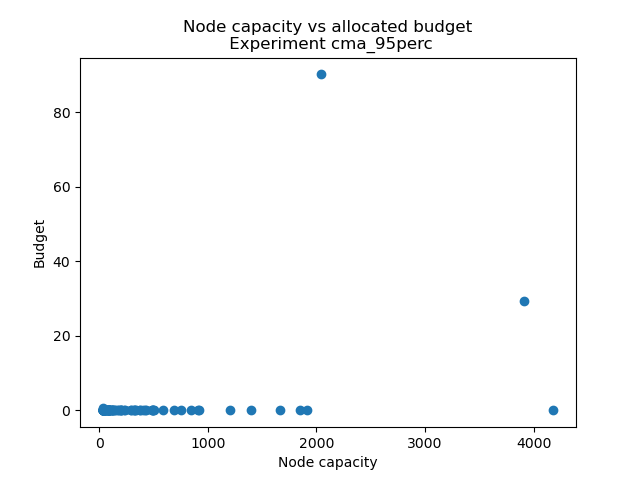 Node capacity vs allocated budget
Experiment cma_95perc
80
60
40
20
0
Budget
0 1000 2000 3000 4000
Node capacity